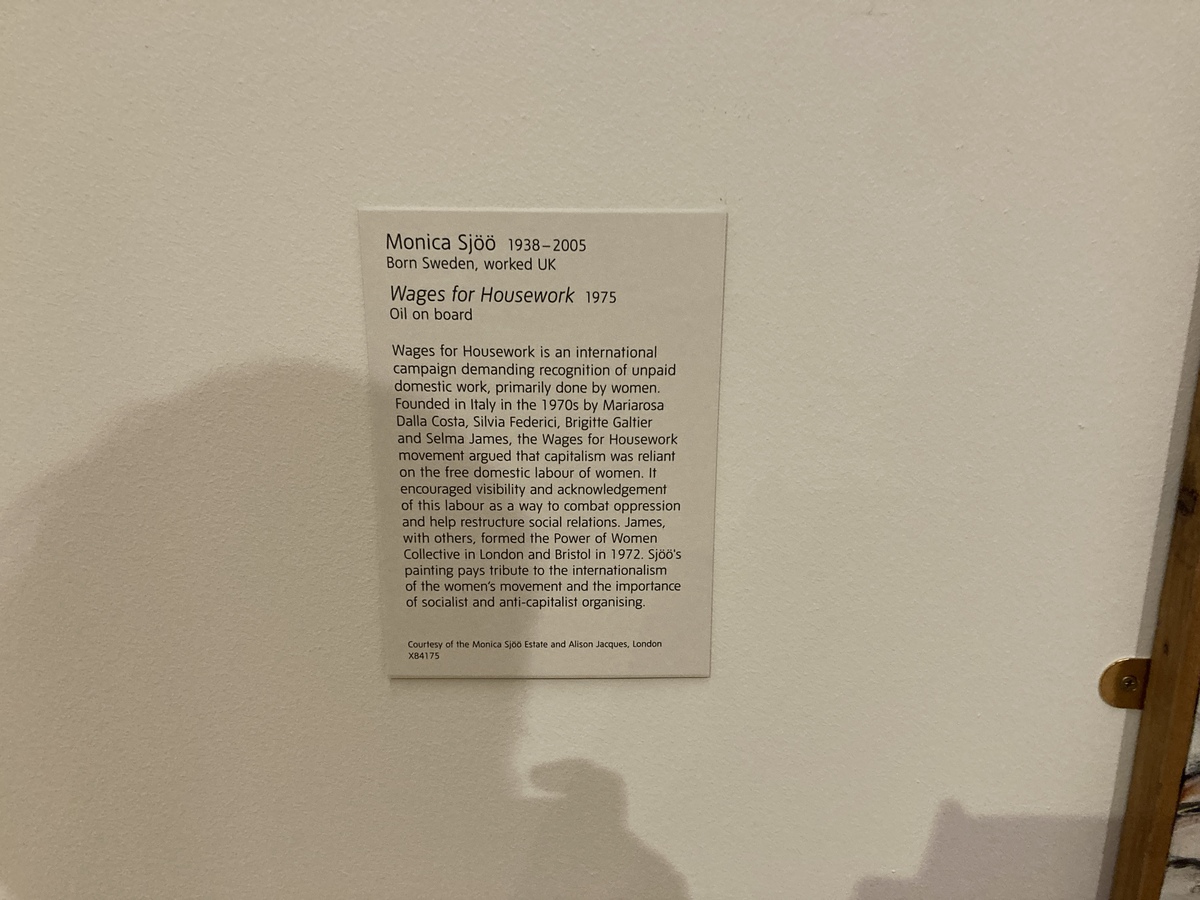 Monica Sjöö 1938–2005
Born Sweden, worked UK
Wages for Housework 1975
Oil on board
Wages for Housework is an international
campaign demanding recognition of unpaid
domestic work, primarily done by women.
Founded in Italy in the 1970s by Mariarosa
Dalla Costa, Silvia Federici, Brigitte Galtier
and Selma James, the Wages for Housework
movement argued that capitalism was reliant
on the free domestic labour of women. It
encouraged visibility and acknowledgement
of this labour as a way to combat oppression
and help restructure social relations. James,
with others, formed the Power of Women
Collective in London and Bristol in 1972. Sjöö's
painting pays tribute to the internationalism
of the women's movement and the importance
of socialist and anti-capitalist organising.
Courtesy of the Monica Sjöö Estate and Alison Jacques, London
X84175